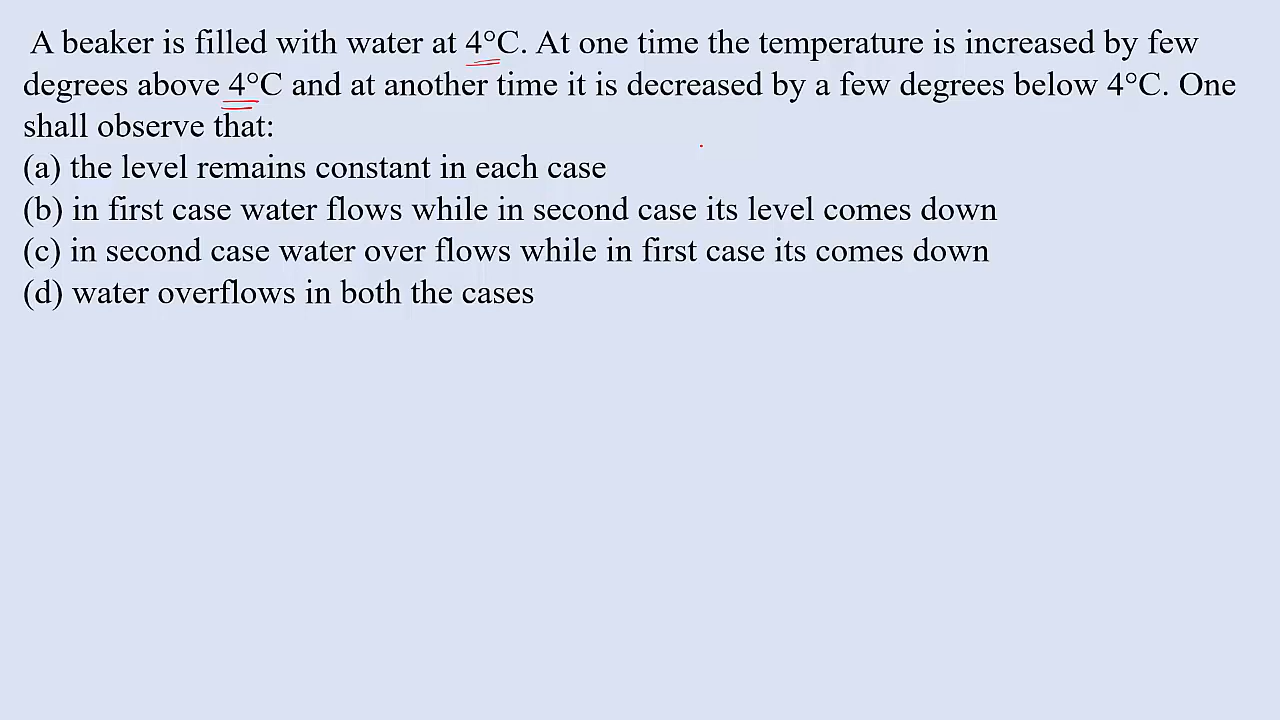 A beaker is filled with water at 4°C. At one time the temperature is increased by few
degrees above 4°C and at another time it is decreased by a few degrees below 4°C. One
shall observe that:
(a) the level remains constant in each case
(b) in first case water flows while in second case its level comes down
(c) in second case water over flows while in first case its comes down
(d) water overflows in both the cases